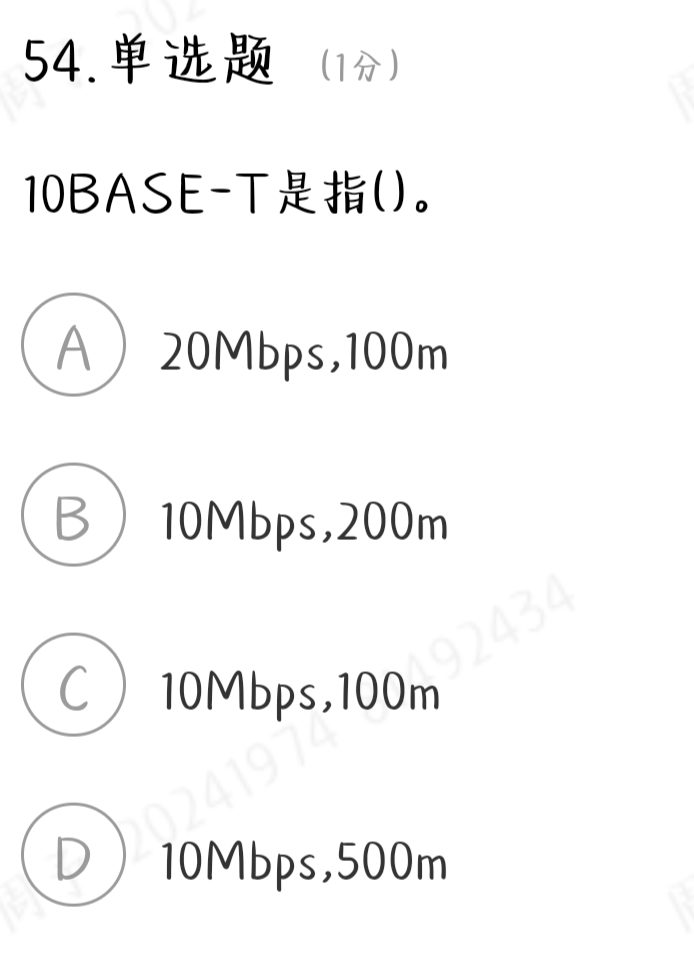 54.单选题 (1分)
10BASE-T是指()。
A 20Mbps,100m
B 10Mbps,200m
C 10Mbps,100m
D 10Mbps,500m